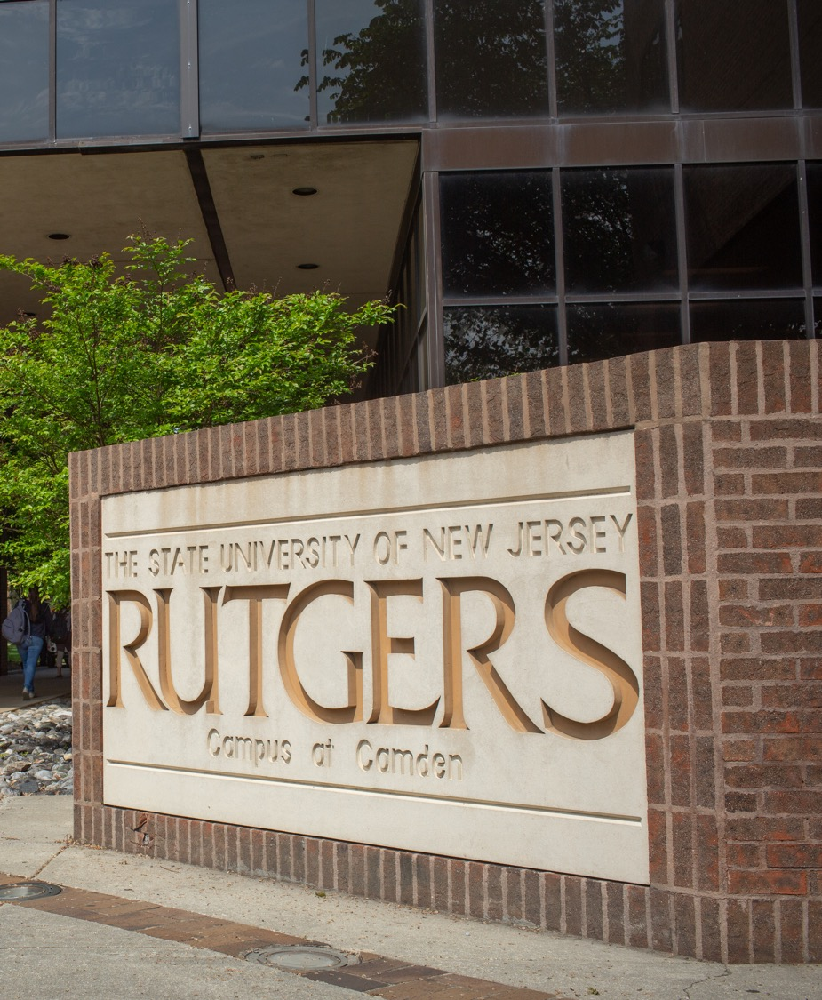 THE STATE UNIVERSITY OF NEW JERSEY
RUTGERS
Campus at Camden